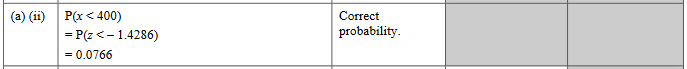 (a) (ii) P(x < 400) Correct
= P(z < – 1.4286) probability.
= 0.0766